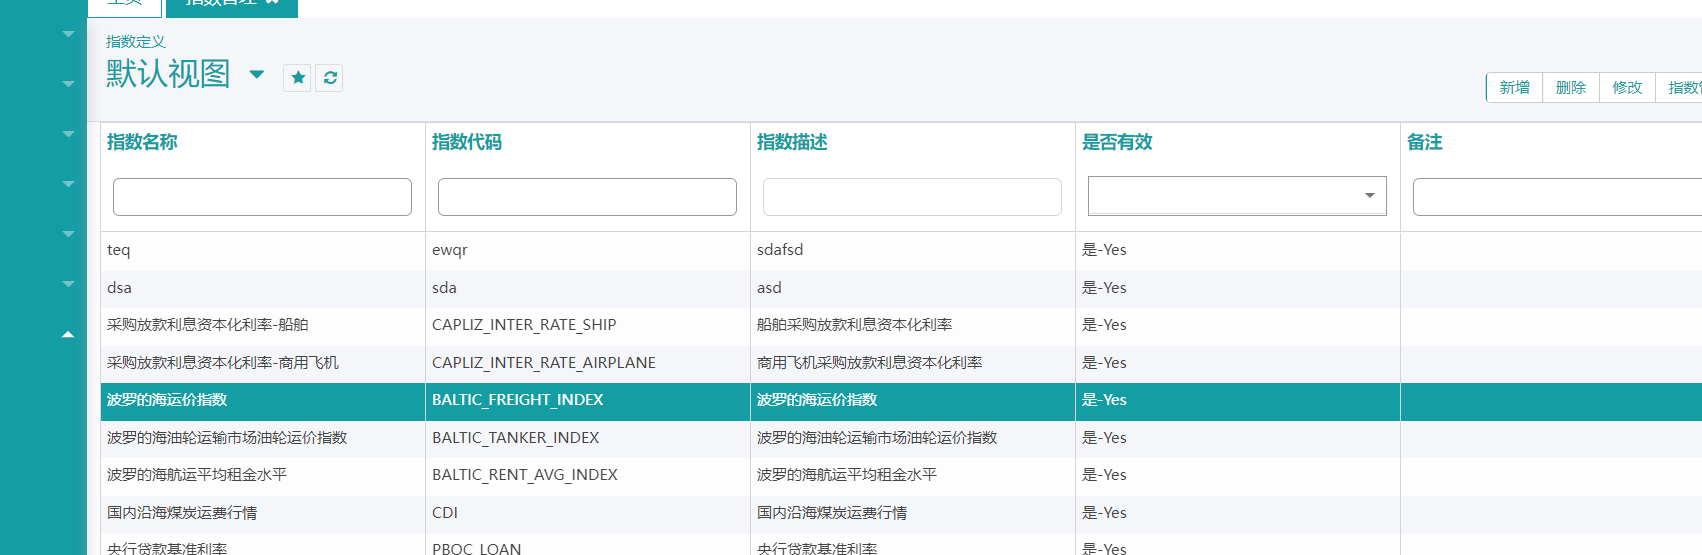 主页 指数管理 ×
指数定义
默认视图
新增 删除 修改 指数
指数名称 指数代码 指数描述 是否有效 备注
teq ewqr sdafsd 是-Yes
dsa sda asd 是-Yes
采购放款利息资本化利率-船舶 CAPLIZ_INTER_RATE_SHIP 船舶采购放款利息资本化利率 是-Yes
采购放款利息资本化利率-商用飞机 CAPLIZ_INTER_RATE_AIRPLANE 商用飞机采购放款利息资本化利率 是-Yes
波罗的海运价指数 BALTIC_FREIGHT_INDEX 波罗的海运价指数 是-Yes
波罗的海油轮运输市场油轮运价指数 BALTIC_TANKER_INDEX 波罗的海油轮运输市场油轮运价指数 是-Yes
波罗的海航运平均租金水平 BALTIC_RENT_AVG_INDEX 波罗的海航运平均租金水平 是-Yes
国内沿海煤炭运费行情 CDI 国内沿海煤炭运费行情 是-Yes
央行贷款基准利率 PBOC_LOAN 央行贷款基准利率 是-Yes